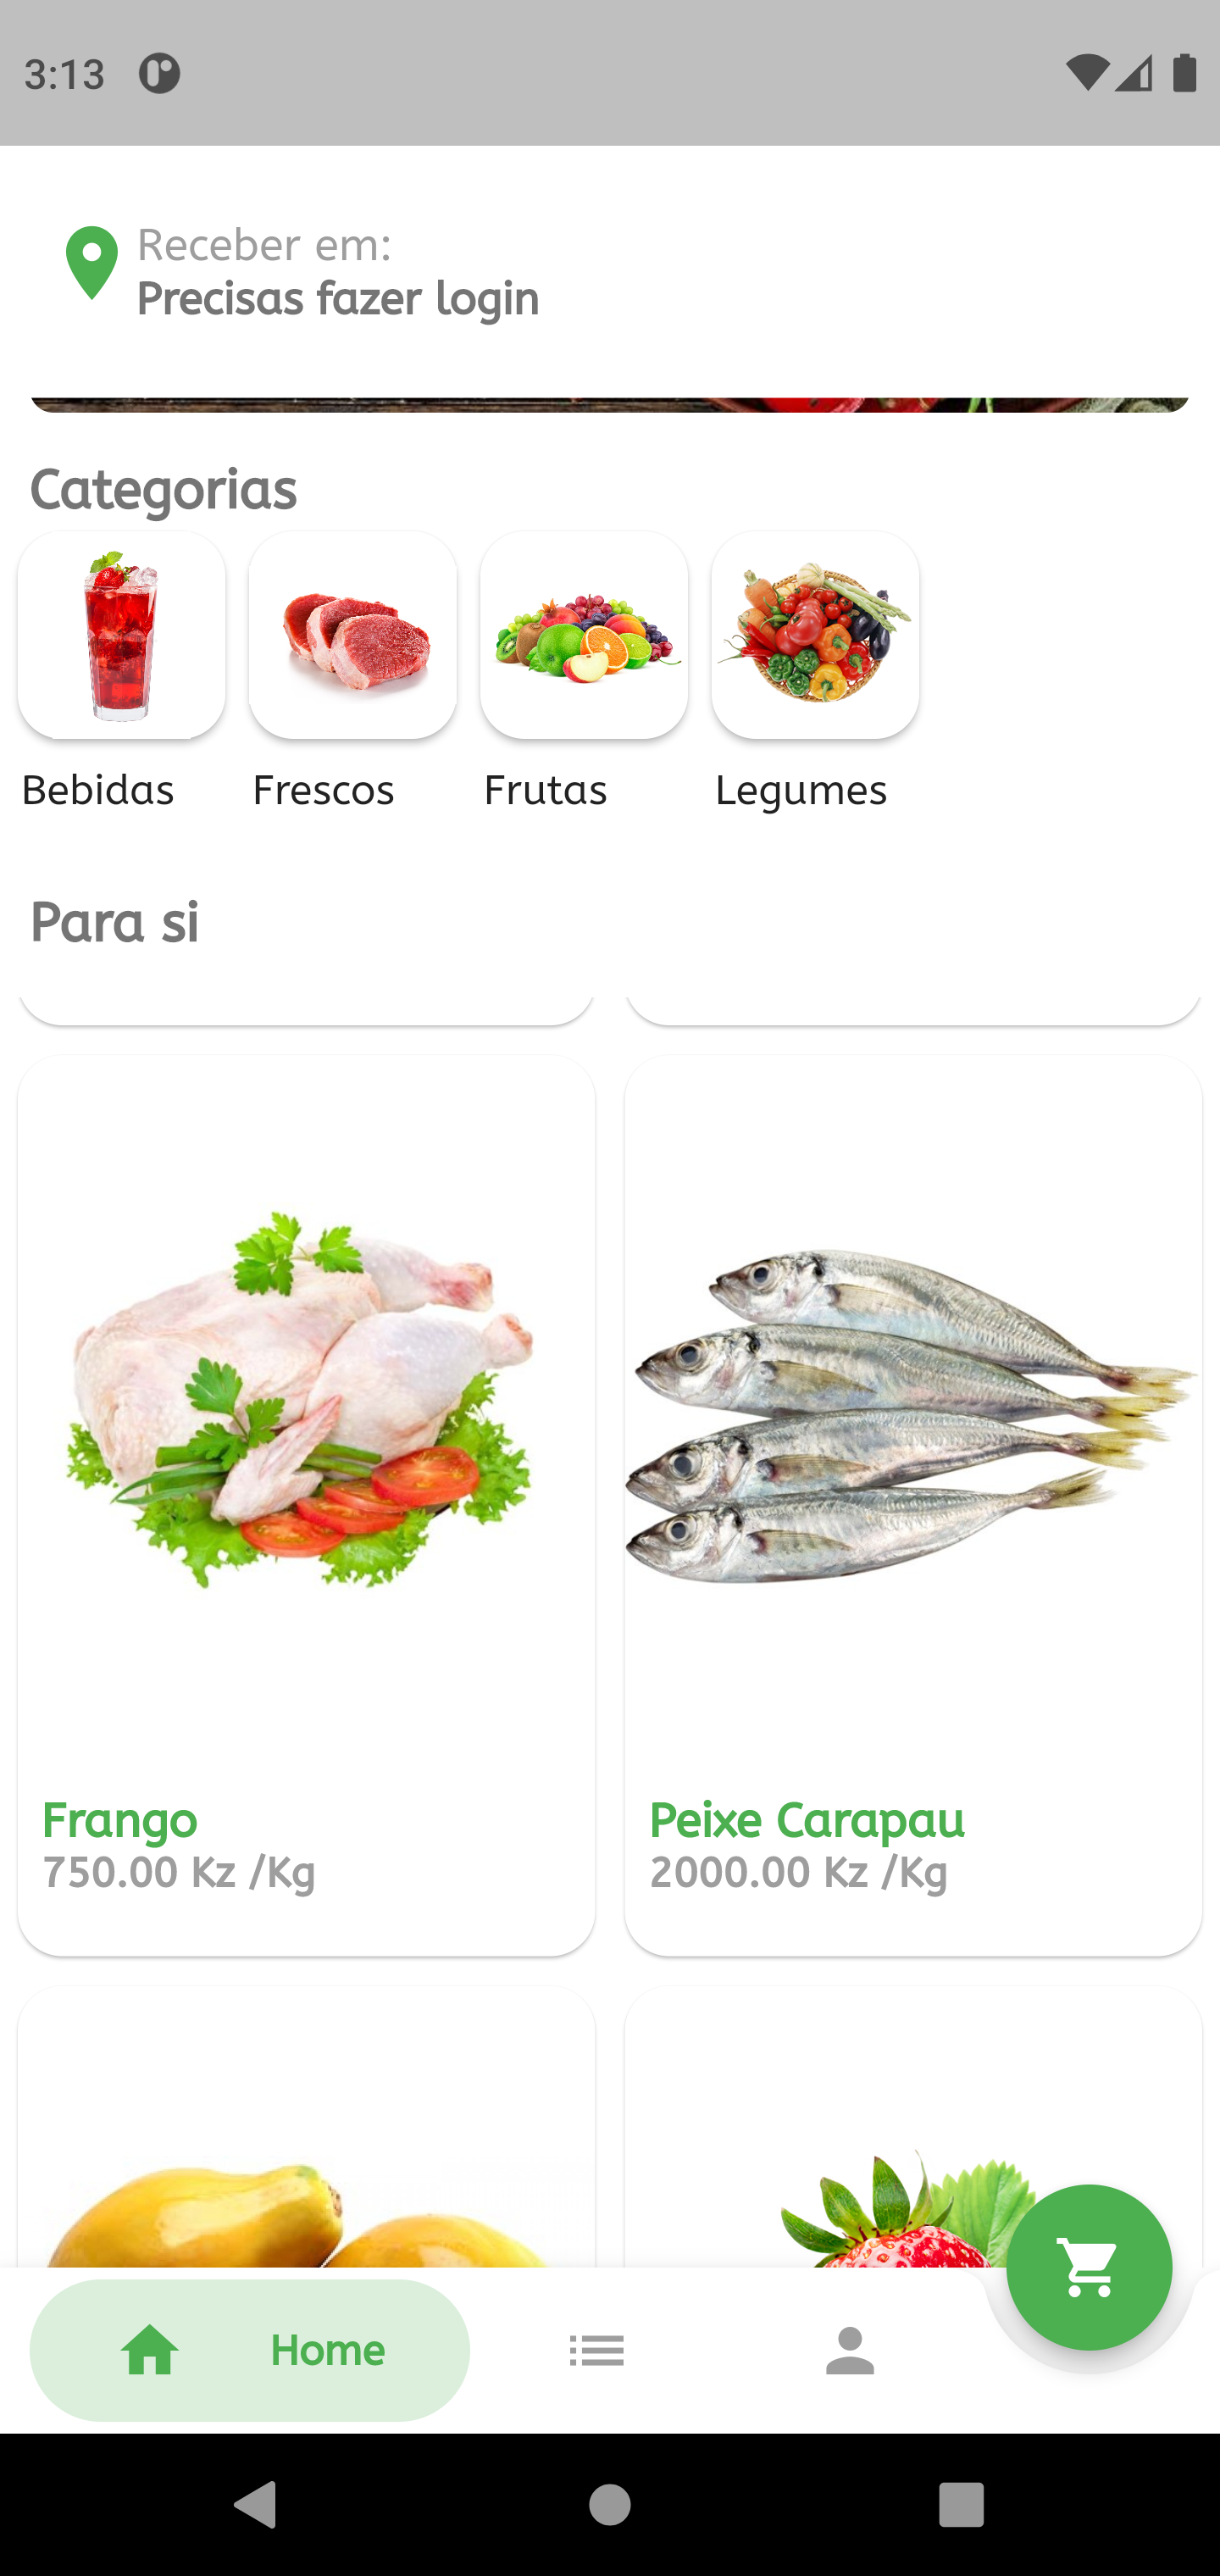 3:13
Receber em:
Precisas fazer login
Categorias
Bebidas
Frescos
Frutas
Legumes
Para si
Frango
750.00 Kz /Kg
Peixe Carapau
2000.00 Kz /Kg
Home